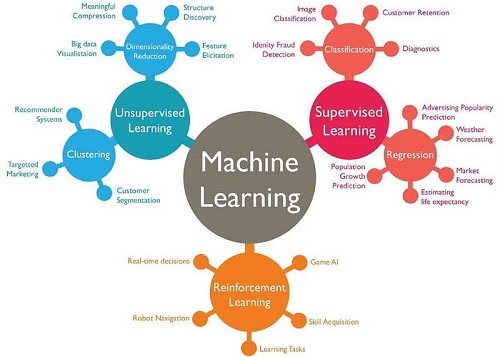 Meaningful
Compression
Structure
Discovery
Big data
Visualistaion
Dimensionality
Reduction
Feature
Elicitation
Image
Classification
Customer Retention
Idenity Fraud
Detection
Classification
Diagnostics
Unsupervised
Learning
Supervised
Learning
Recommender
Systems
Clustering
Targetted
Marketing
Customer
Segmentation
Machine
Learning
Advertising Popularity
Prediction
Weather
Forecasting
Regression
Population
Growth
Prediction
Market
Forecasting
Estimating
life expectancy
Real-time decisions
Game AI
Reinforcement
Learning
Robot Navigation
Skill Acquisition
Learning Tasks